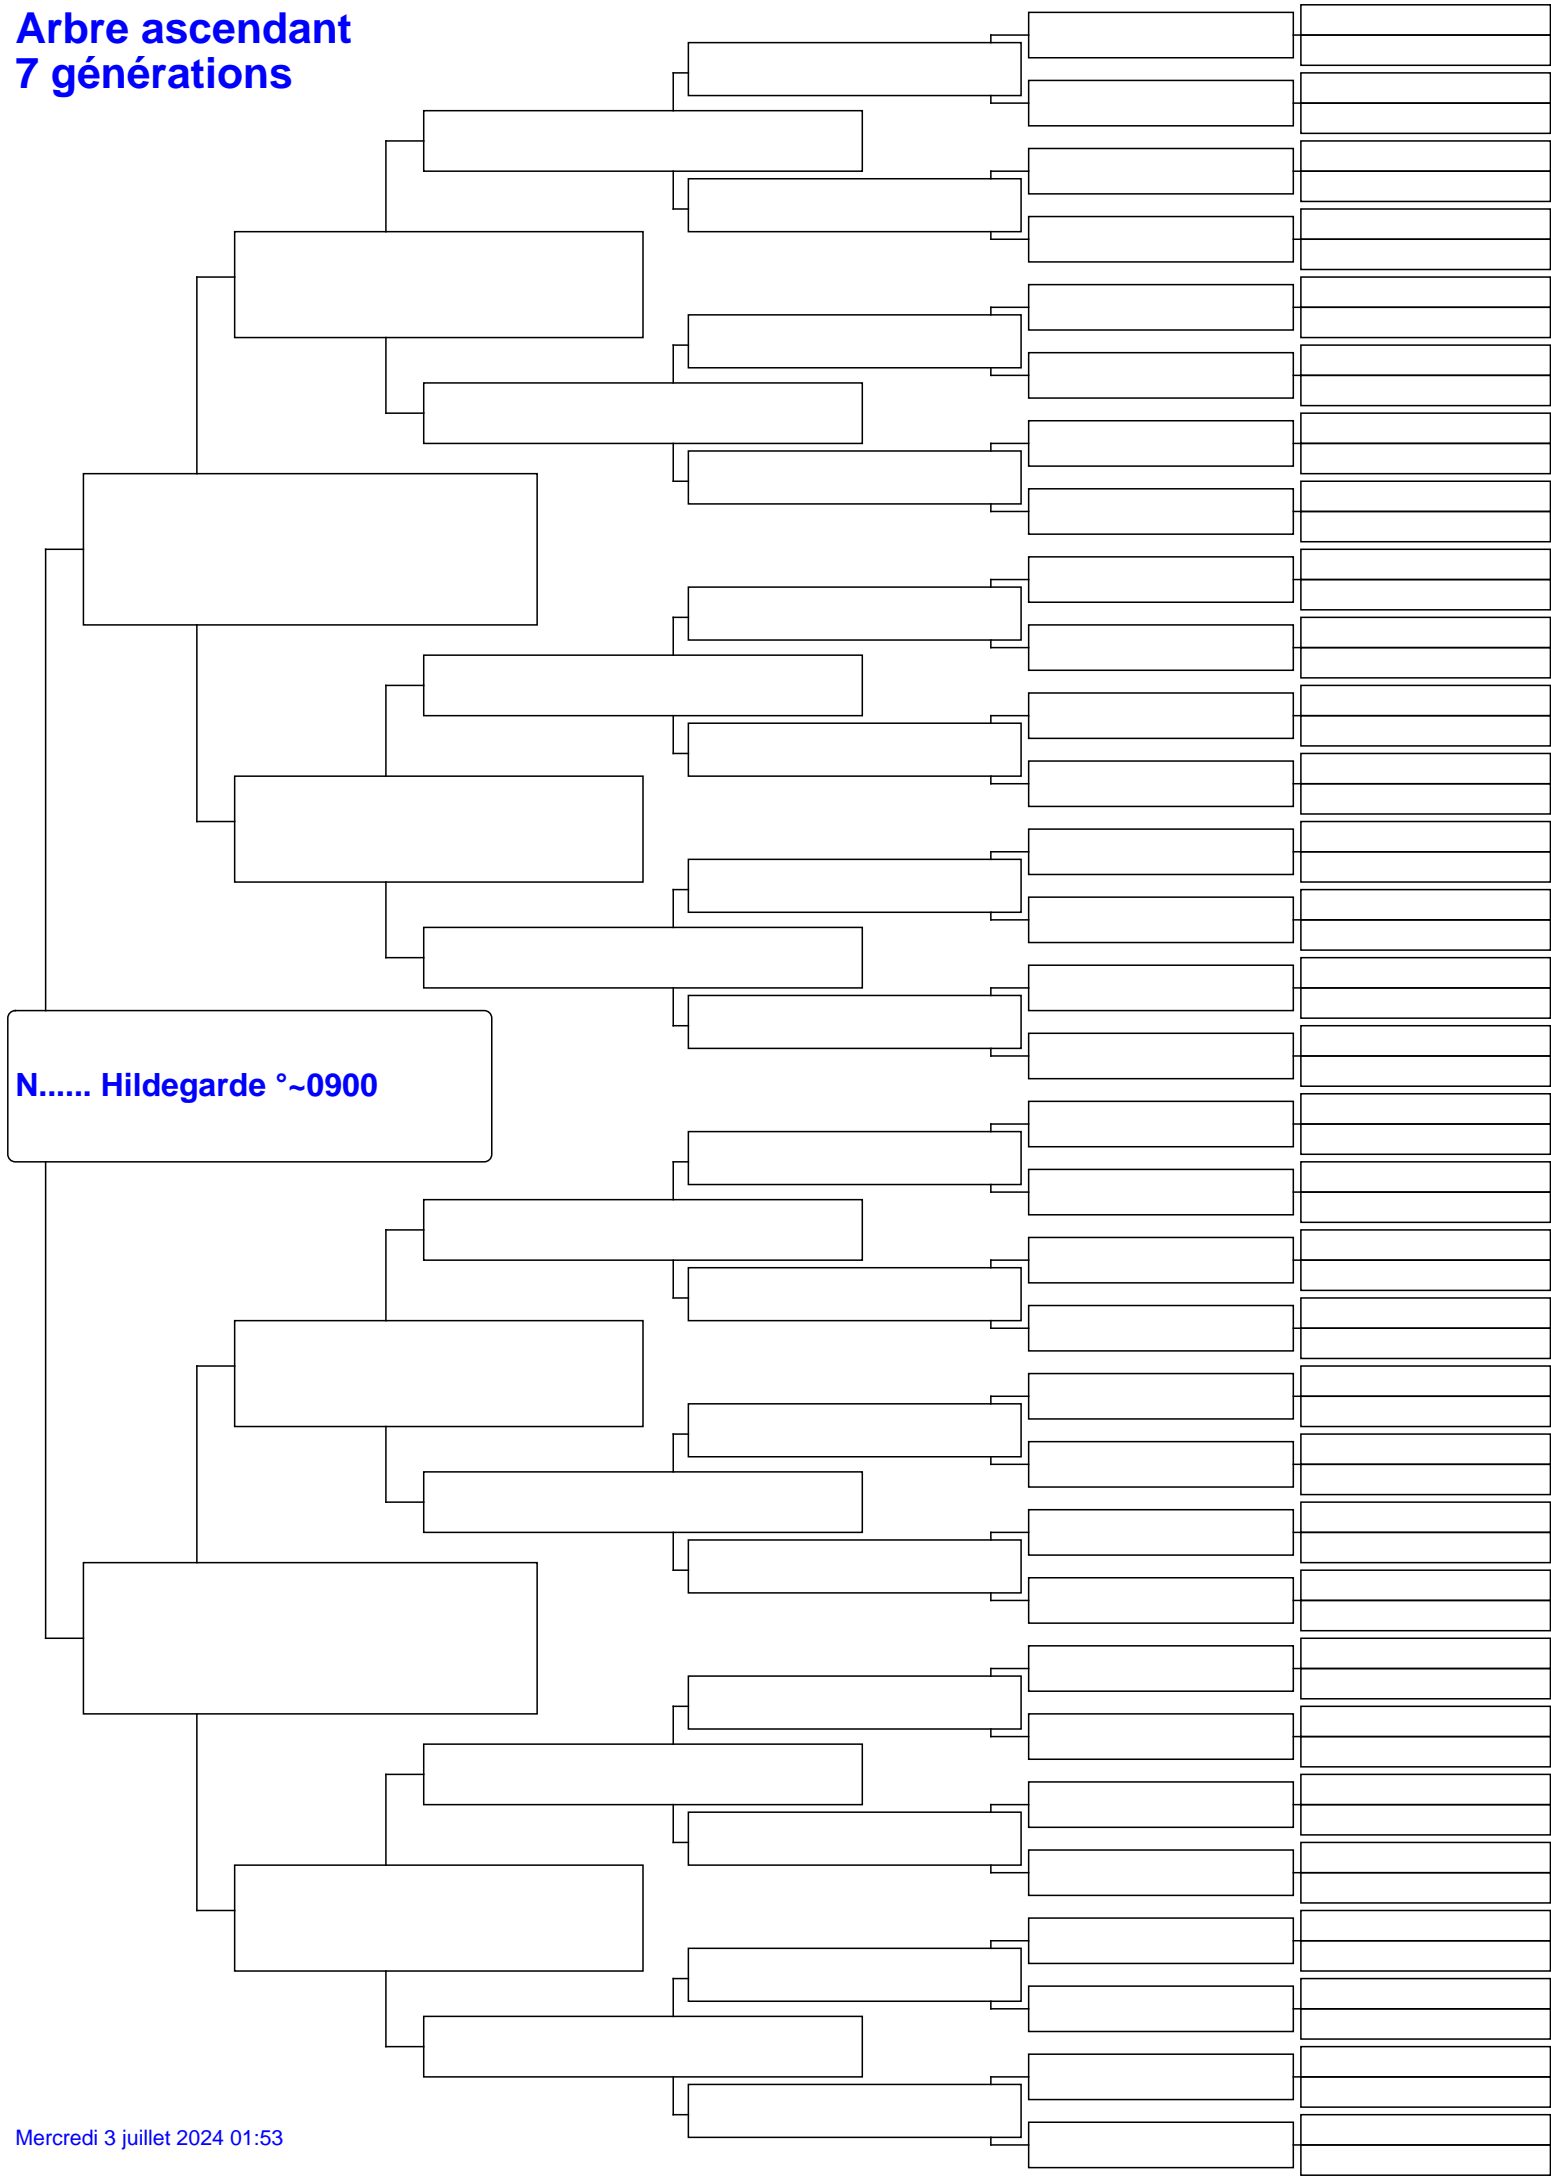 Arbre ascendant
7 générations
N...... Hildegarde °~0900
Mercredi 3 juillet 2024 01:53